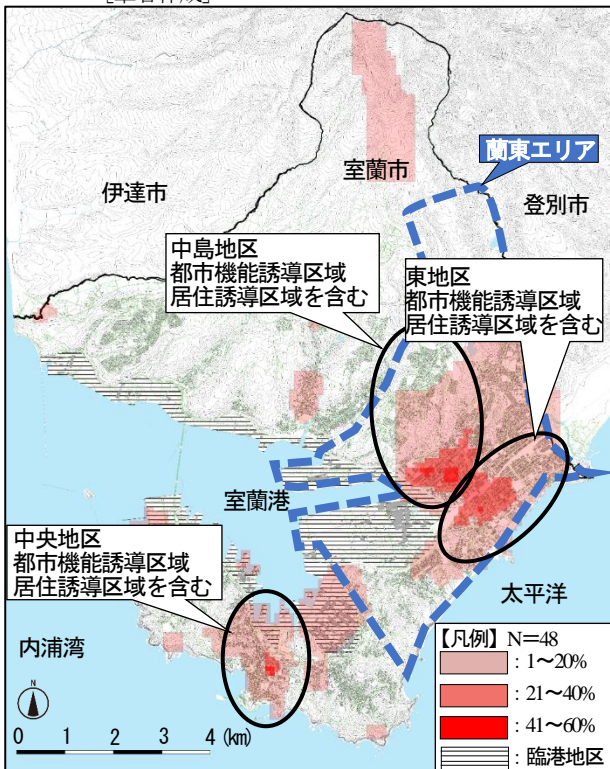 [筆者作成]
蘭東エリア
伊達市
室蘭市
登別市
中島地区
都市機能誘導区域
居住誘導区域を含む
東地区
都市機能誘導区域
居住誘導区域を含む
室蘭港
中央地区
都市機能誘導区域
居住誘導区域を含む
太平洋
内浦湾
【凡例】 N=48
：1～20%
：21～40%
：41～60%
：臨港地区
N
0 1 2 3 4 (km)